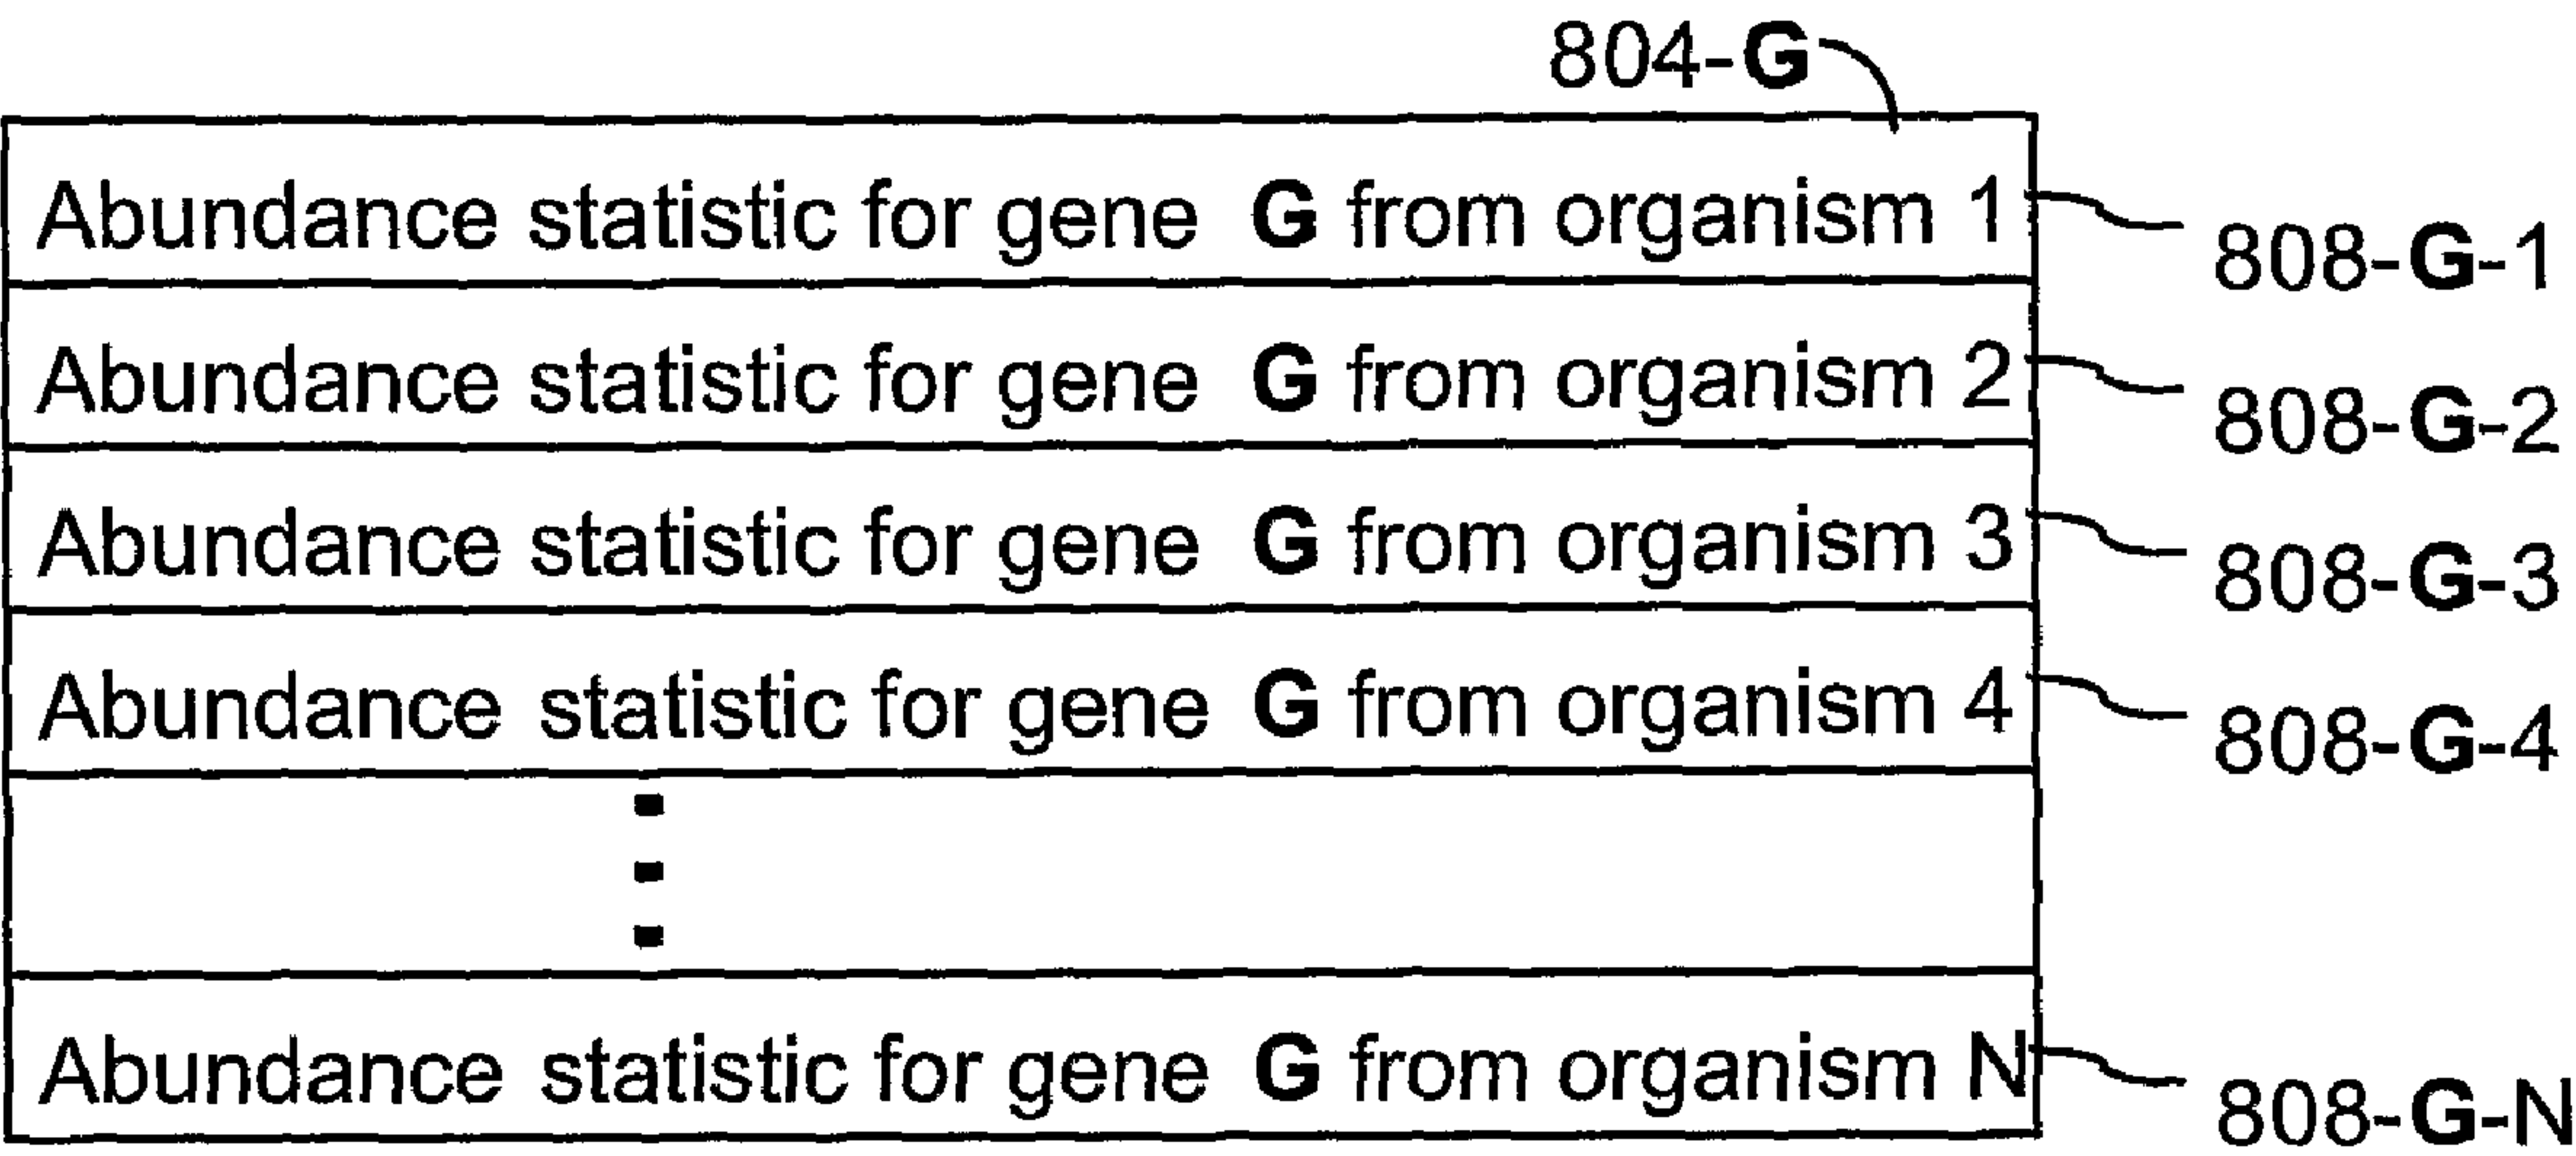 804-G
Abundance statistic for gene G from organism 1
808-G-1
Abundance statistic for gene G from organism 2
808-G-2
Abundance statistic for gene G from organism 3
808-G-3
Abundance statistic for gene G from organism 4
808-G-4
Abundance statistic for gene G from organism N
808-G-N